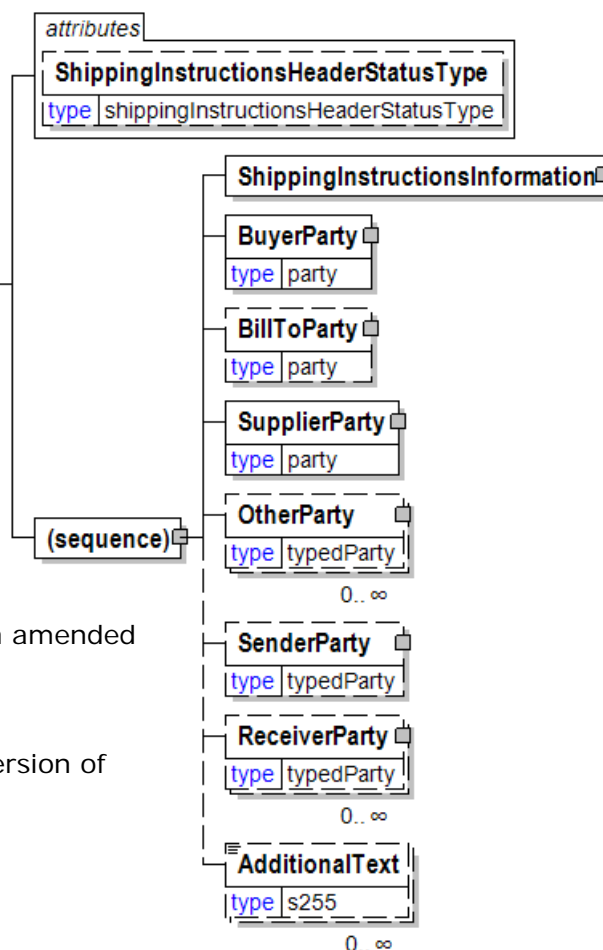 attributes
ShippingInstructionsHeaderStatusType
type shippingInstructionsHeaderStatusType
ShippingInstructionsInformation
BuyerParty
type party
BillToParty
type party
SupplierParty
type party
(sequence)
OtherParty
type typedParty
0.. ∞
amended
SenderParty
type typedParty
ReceiverParty
type typedParty
of
0.. ∞
AdditionalText
type s255
0.. ∞